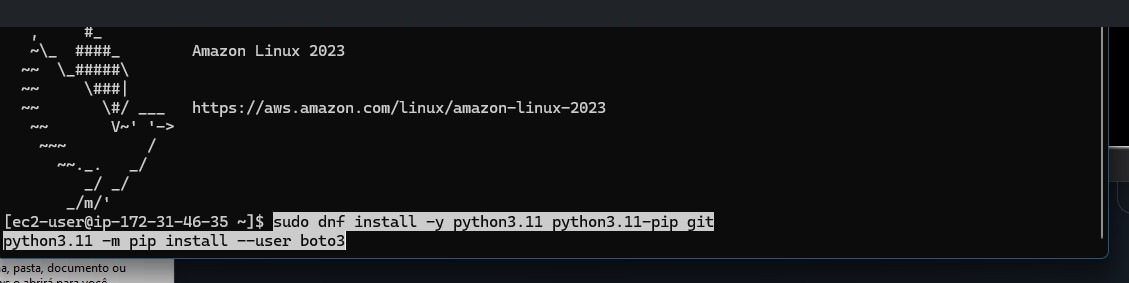 ,     #_
   ~\_  ####_        Amazon Linux 2023
  ~~  \_#####\
  ~~     \###|
  ~~       \#/ ___   https://aws.amazon.com/linux/amazon-linux-2023
   ~~       V~' '->
    ~~~         /
      ~~._.   _/
         _/ _/
       _/m/'
[ec2-user@ip-172-31-46-35 ~]$ sudo dnf install -y python3.11 python3.11-pip git
python3.11 -m pip install --user boto3
a, pasta, documento ou
o abrirá para você